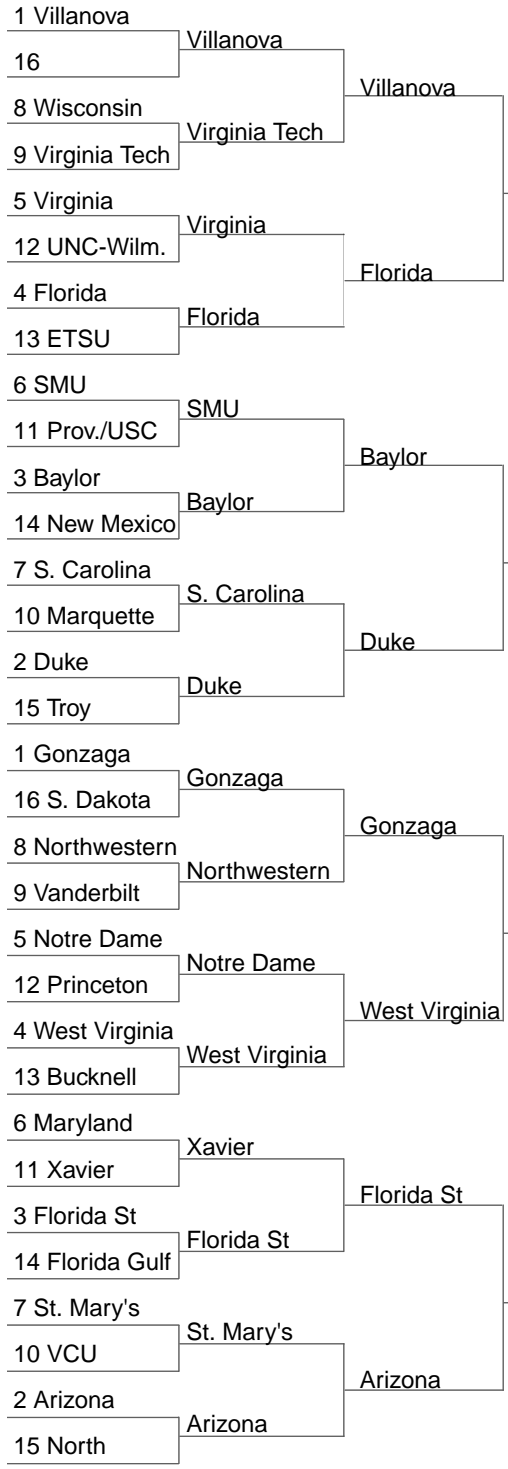 1 Villanova
16
8 Wisconsin
9 Virginia Tech
5 Virginia
12 UNC-Wilm.
4 Florida
13 ETSU
6 SMU
11 Prov./USC
3 Baylor
14 New Mexico
7 S. Carolina
10 Marquette
2 Duke
15 Troy
1 Gonzaga
16 S. Dakota
8 Northwestern
9 Vanderbilt
5 Notre Dame
12 Princeton
4 West Virginia
13 Bucknell
6 Maryland
11 Xavier
3 Florida St
14 Florida Gulf
7 St. Mary's
10 VCU
2 Arizona
15 North
Villanova
Virginia Tech
Virginia
Florida
SMU
Baylor
S. Carolina
Duke
Gonzaga
Northwestern
Notre Dame
West Virginia
Xavier
Florida St
St. Mary's
Arizona
Villanova
Florida
Baylor
Duke
Gonzaga
West Virginia
Florida St
Arizona